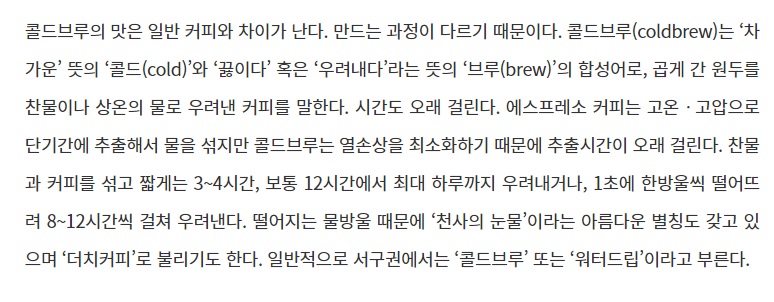 콜드브루의 맛은 일반 커피와 차이가 난다. 만드는 과정이 다르기 때문이다. 콜드브루(coldbrew)는 ‘차
가운’ 뜻의 ‘콜드(cold)’와 ‘끓이다’ 혹은 ‘우려내다’라는 뜻의 ‘브루(brew)’의 합성어로, 곱게 간 원두를
찬물이나 상온의 물로 우려낸 커피를 말한다. 시간도 오래 걸린다. 에스프레소 커피는 고온ㆍ고압으로
단기간에 추출해서 물을 섞지만 콜드브루는 열손상을 최소화하기 때문에 추출시간이 오래 걸린다. 찬물
과 커피를 섞고 짧게는 3~4시간, 보통 12시간에서 최대 하루까지 우려내거나, 1초에 한방울씩 떨어뜨
려 8~12시간씩 걸쳐 우려낸다. 떨어지는 물방울 때문에 ‘천사의 눈물’이라는 아름다운 별칭도 갖고 있
으며 ‘더치커피’로 불리기도 한다. 일반적으로 서구권에서는 ‘콜드브루’ 또는 ‘워터드립’이라고 부른다.